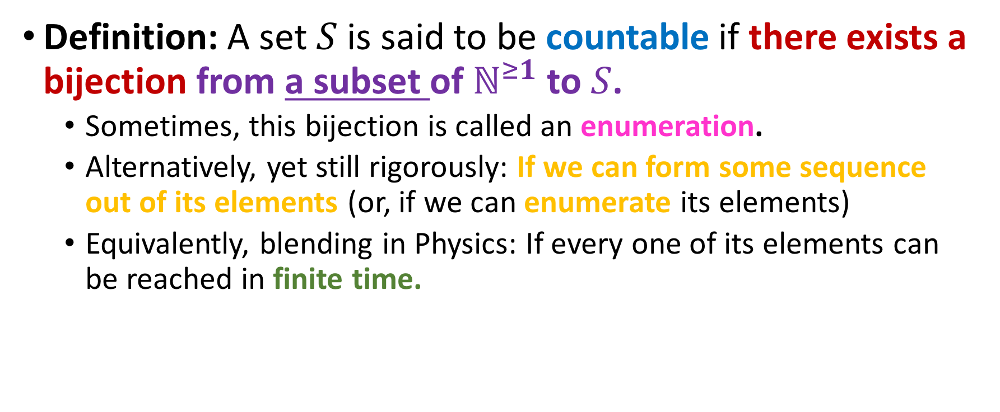 • Definition: A set 𝑆 is said to be countable if there exists a
bijection from a subset of ℕ≥𝟏 to 𝑆.
• Sometimes, this bijection is called an enumeration.
• Alternatively, yet still rigorously: If we can form some sequence
out of its elements (or, if we can enumerate its elements)
• Equivalently, blending in Physics: If every one of its elements can
be reached in finite time.